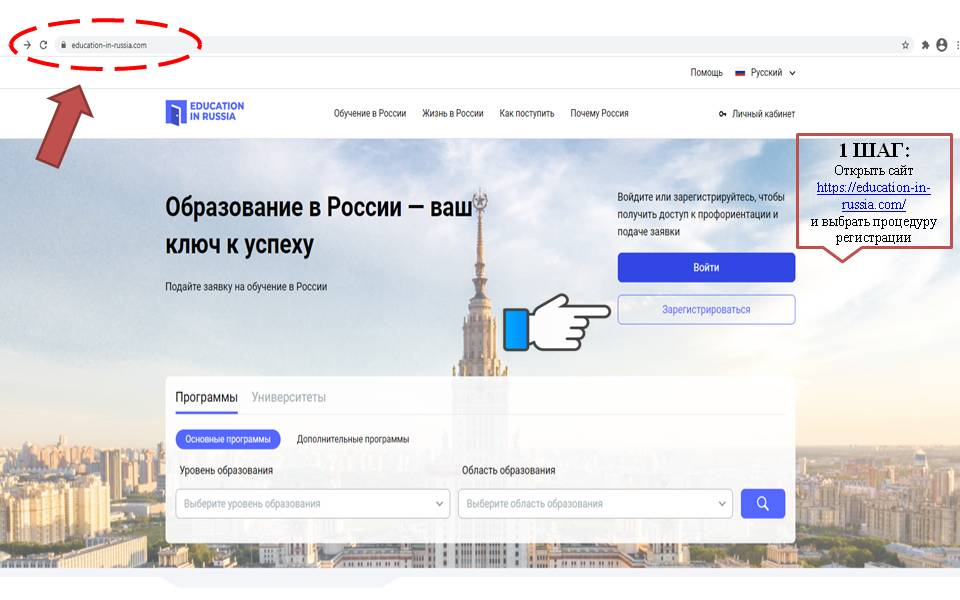 education-in-russia.com
Помощь Русский
EDUCATION
IN RUSSIA
Обучение в России Жизнь в России Как поступить Почему Россия Личный кабинет
1 ШАГ:
Открыть сайт
https://education-in-
russia.com/
и выбрать процедуру
регистрации
Образование в России — ваш
ключ к успеху
Подайте заявку на обучение в России
Войдите или зарегистрируйтесь, чтобы
получить доступ к профориентации и
подаче заявки
Войти
Зарегистрироваться
Программы Университеты
Основные программы Дополнительные программы
Уровень образования Область образования
Выберите уровень образования Выберите область образования